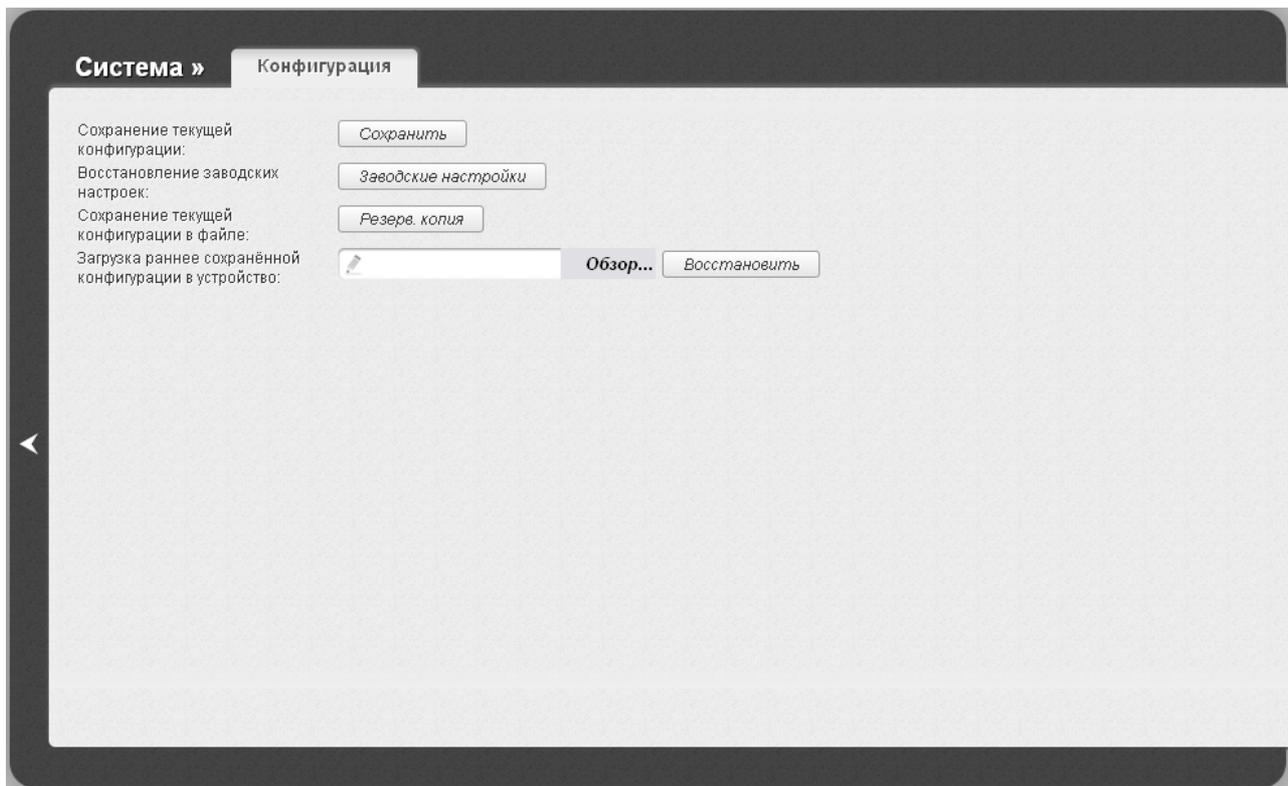 Система » Конфигурация
Сохранение текущей
конфигурации:
Сохранить
Восстановление заводских
настроек:
Заводские настройки
Сохранение текущей
конфигурации в файле:
Резерв. копия
Загрузка раннее сохранённой
конфигурации в устройство:
Обзор... Восстановить